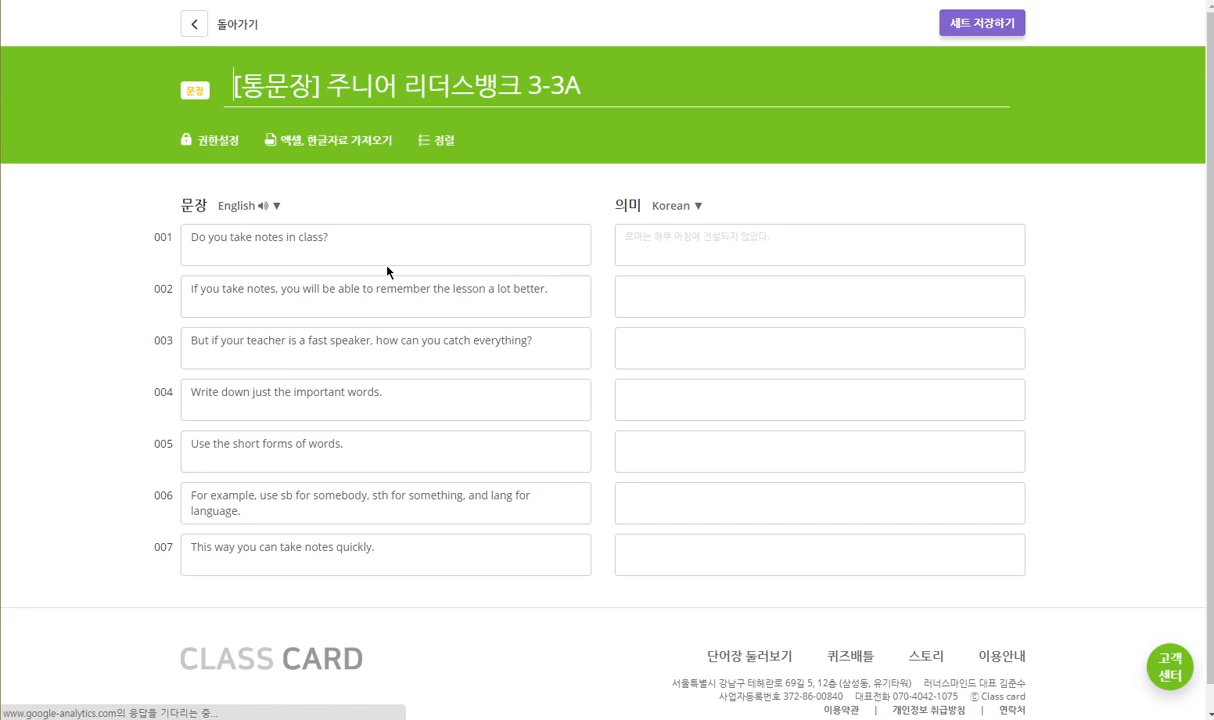 돌아가기
세트 저장하기
문장
[통문장] 주니어 리더스뱅크 3-3A
권한설정
엑셀, 한글자료 가져오기
정렬
문장 English ▼
의미 Korean ▼
001 Do you take notes in class?
로마는 하루 아침에 건설되지 않았다.
002 If you take notes, you will be able to remember the lesson a lot better.
003 But if your teacher is a fast speaker, how can you catch everything?
004 Write down just the important words.
005 Use the short forms of words.
006 For example, use sb for somebody, sth for something, and lang for
language.
007 This way you can take notes quickly.
CLASS CARD
단어장 둘러보기 퀴즈배틀 스토리 이용안내
서울특별시 강남구 테헤란로 69길 5, 12층 (삼성동, 유기타워) 러너스마인드 대표 김준수
사업자등록번호 372-86-00840 대표전화 070-4042-1075 ⓒ Class card
이용약관 | 개인정보 취급방침 | 연락처
고객
센터
www.google-analytics.com의 응답을 기다리는 중...